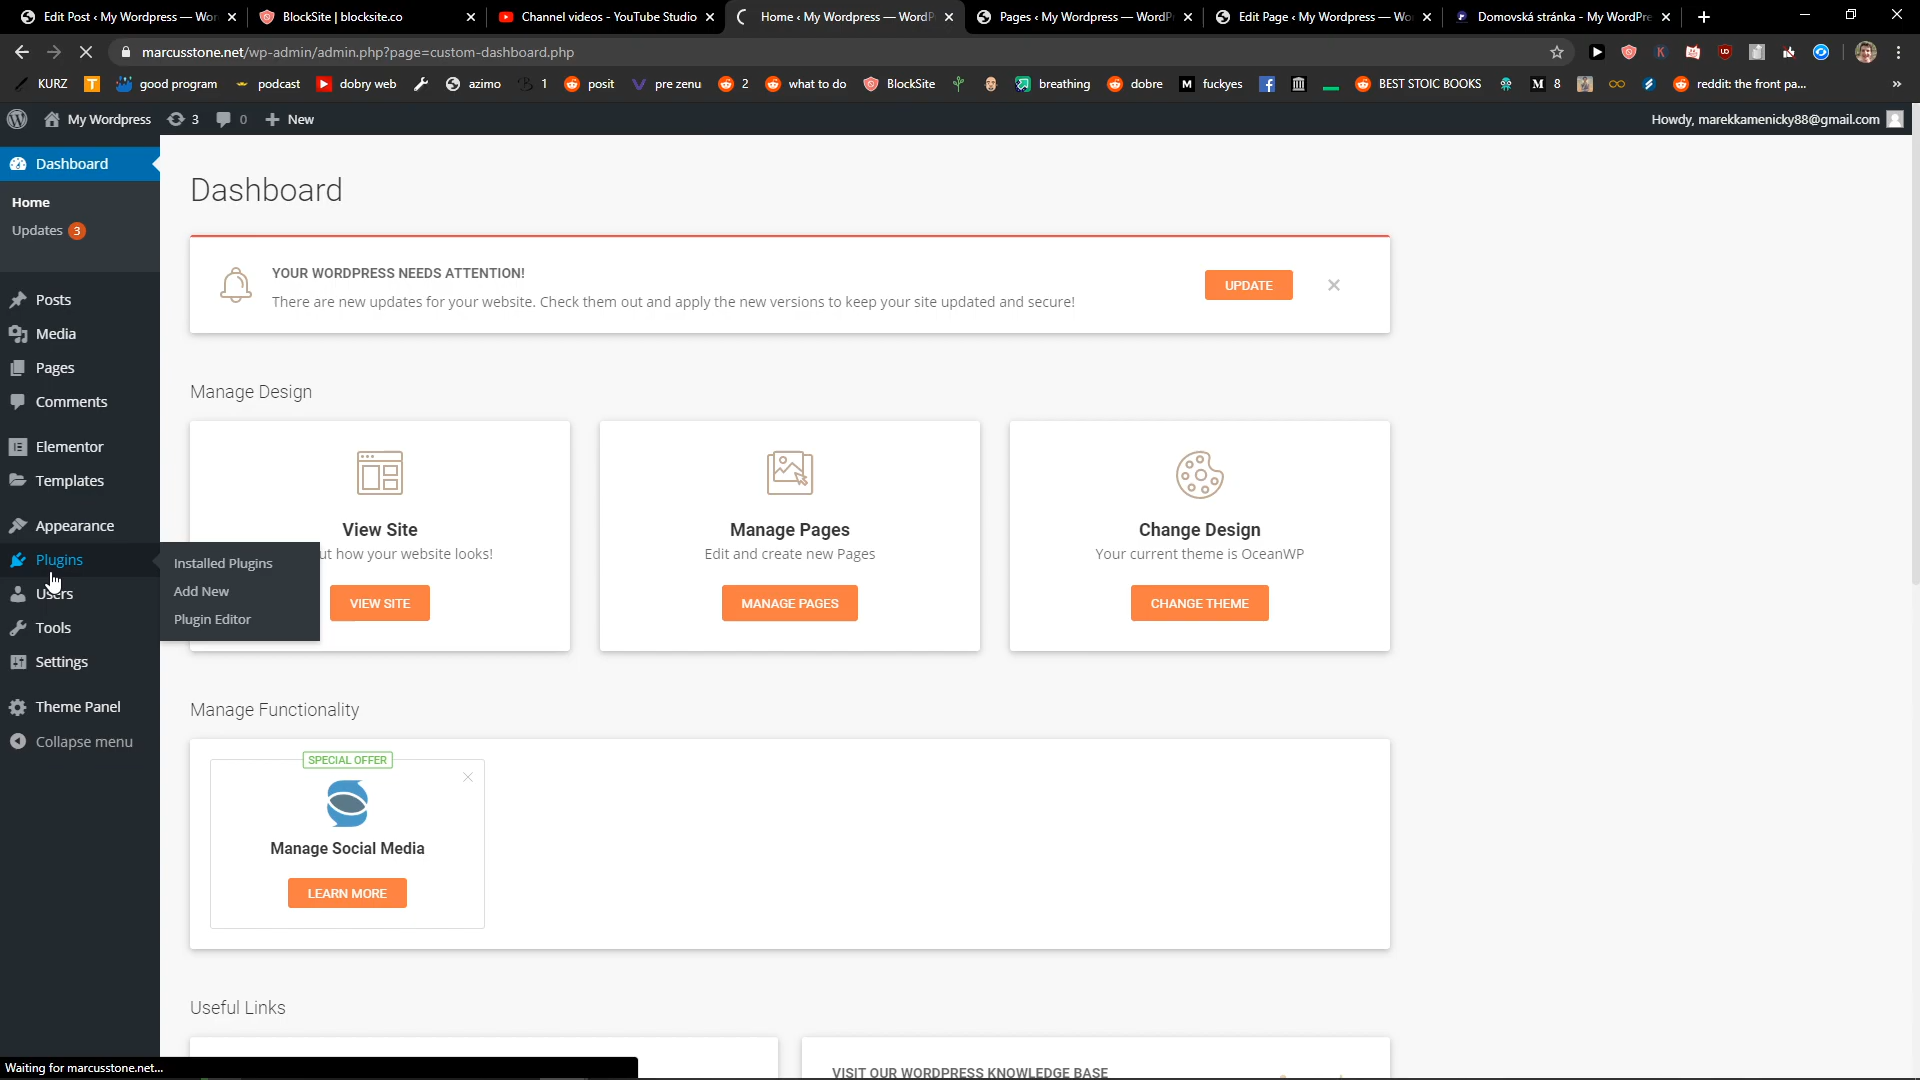 Edit Post ‹ My Wordpress — Wor
BlockSite | blocksite.co
Channel videos - YouTube Studio
Home ‹ My Wordpress — WordP
Pages ‹ My Wordpress — WordP
Edit Page ‹ My Wordpress — Wo
Domovská stránka - My WordPre
marcusstone.net/wp-admin/admin.php?page=custom-dashboard.php
KURZ
good program
podcast
dobry web
azimo
1
posit
pre zenu
2
what to do
BlockSite
breathing
dobre
fuckyes
BEST STOIC BOOKS
8
reddit: the front pa...
»
My Wordpress
3
0
New
Howdy, marekkamenicky88@gmail.com
Dashboard
Home
Updates 3
Posts
Media
Pages
Comments
Elementor
Templates
Appearance
Plugins
Users
Tools
Settings
Theme Panel
Collapse menu
Installed Plugins
Add New
Plugin Editor
Dashboard
YOUR WORDPRESS NEEDS ATTENTION!
There are new updates for your website. Check them out and apply the new versions to keep your site updated and secure!
UPDATE
Manage Design
View Site
ut how your website looks!
VIEW SITE
Manage Pages
Edit and create new Pages
MANAGE PAGES
Change Design
Your current theme is OceanWP
CHANGE THEME
Manage Functionality
SPECIAL OFFER
Manage Social Media
LEARN MORE
Useful Links
VISIT OUR WORDPRESS KNOWLEDGE BASE
Waiting for marcusstone.net...